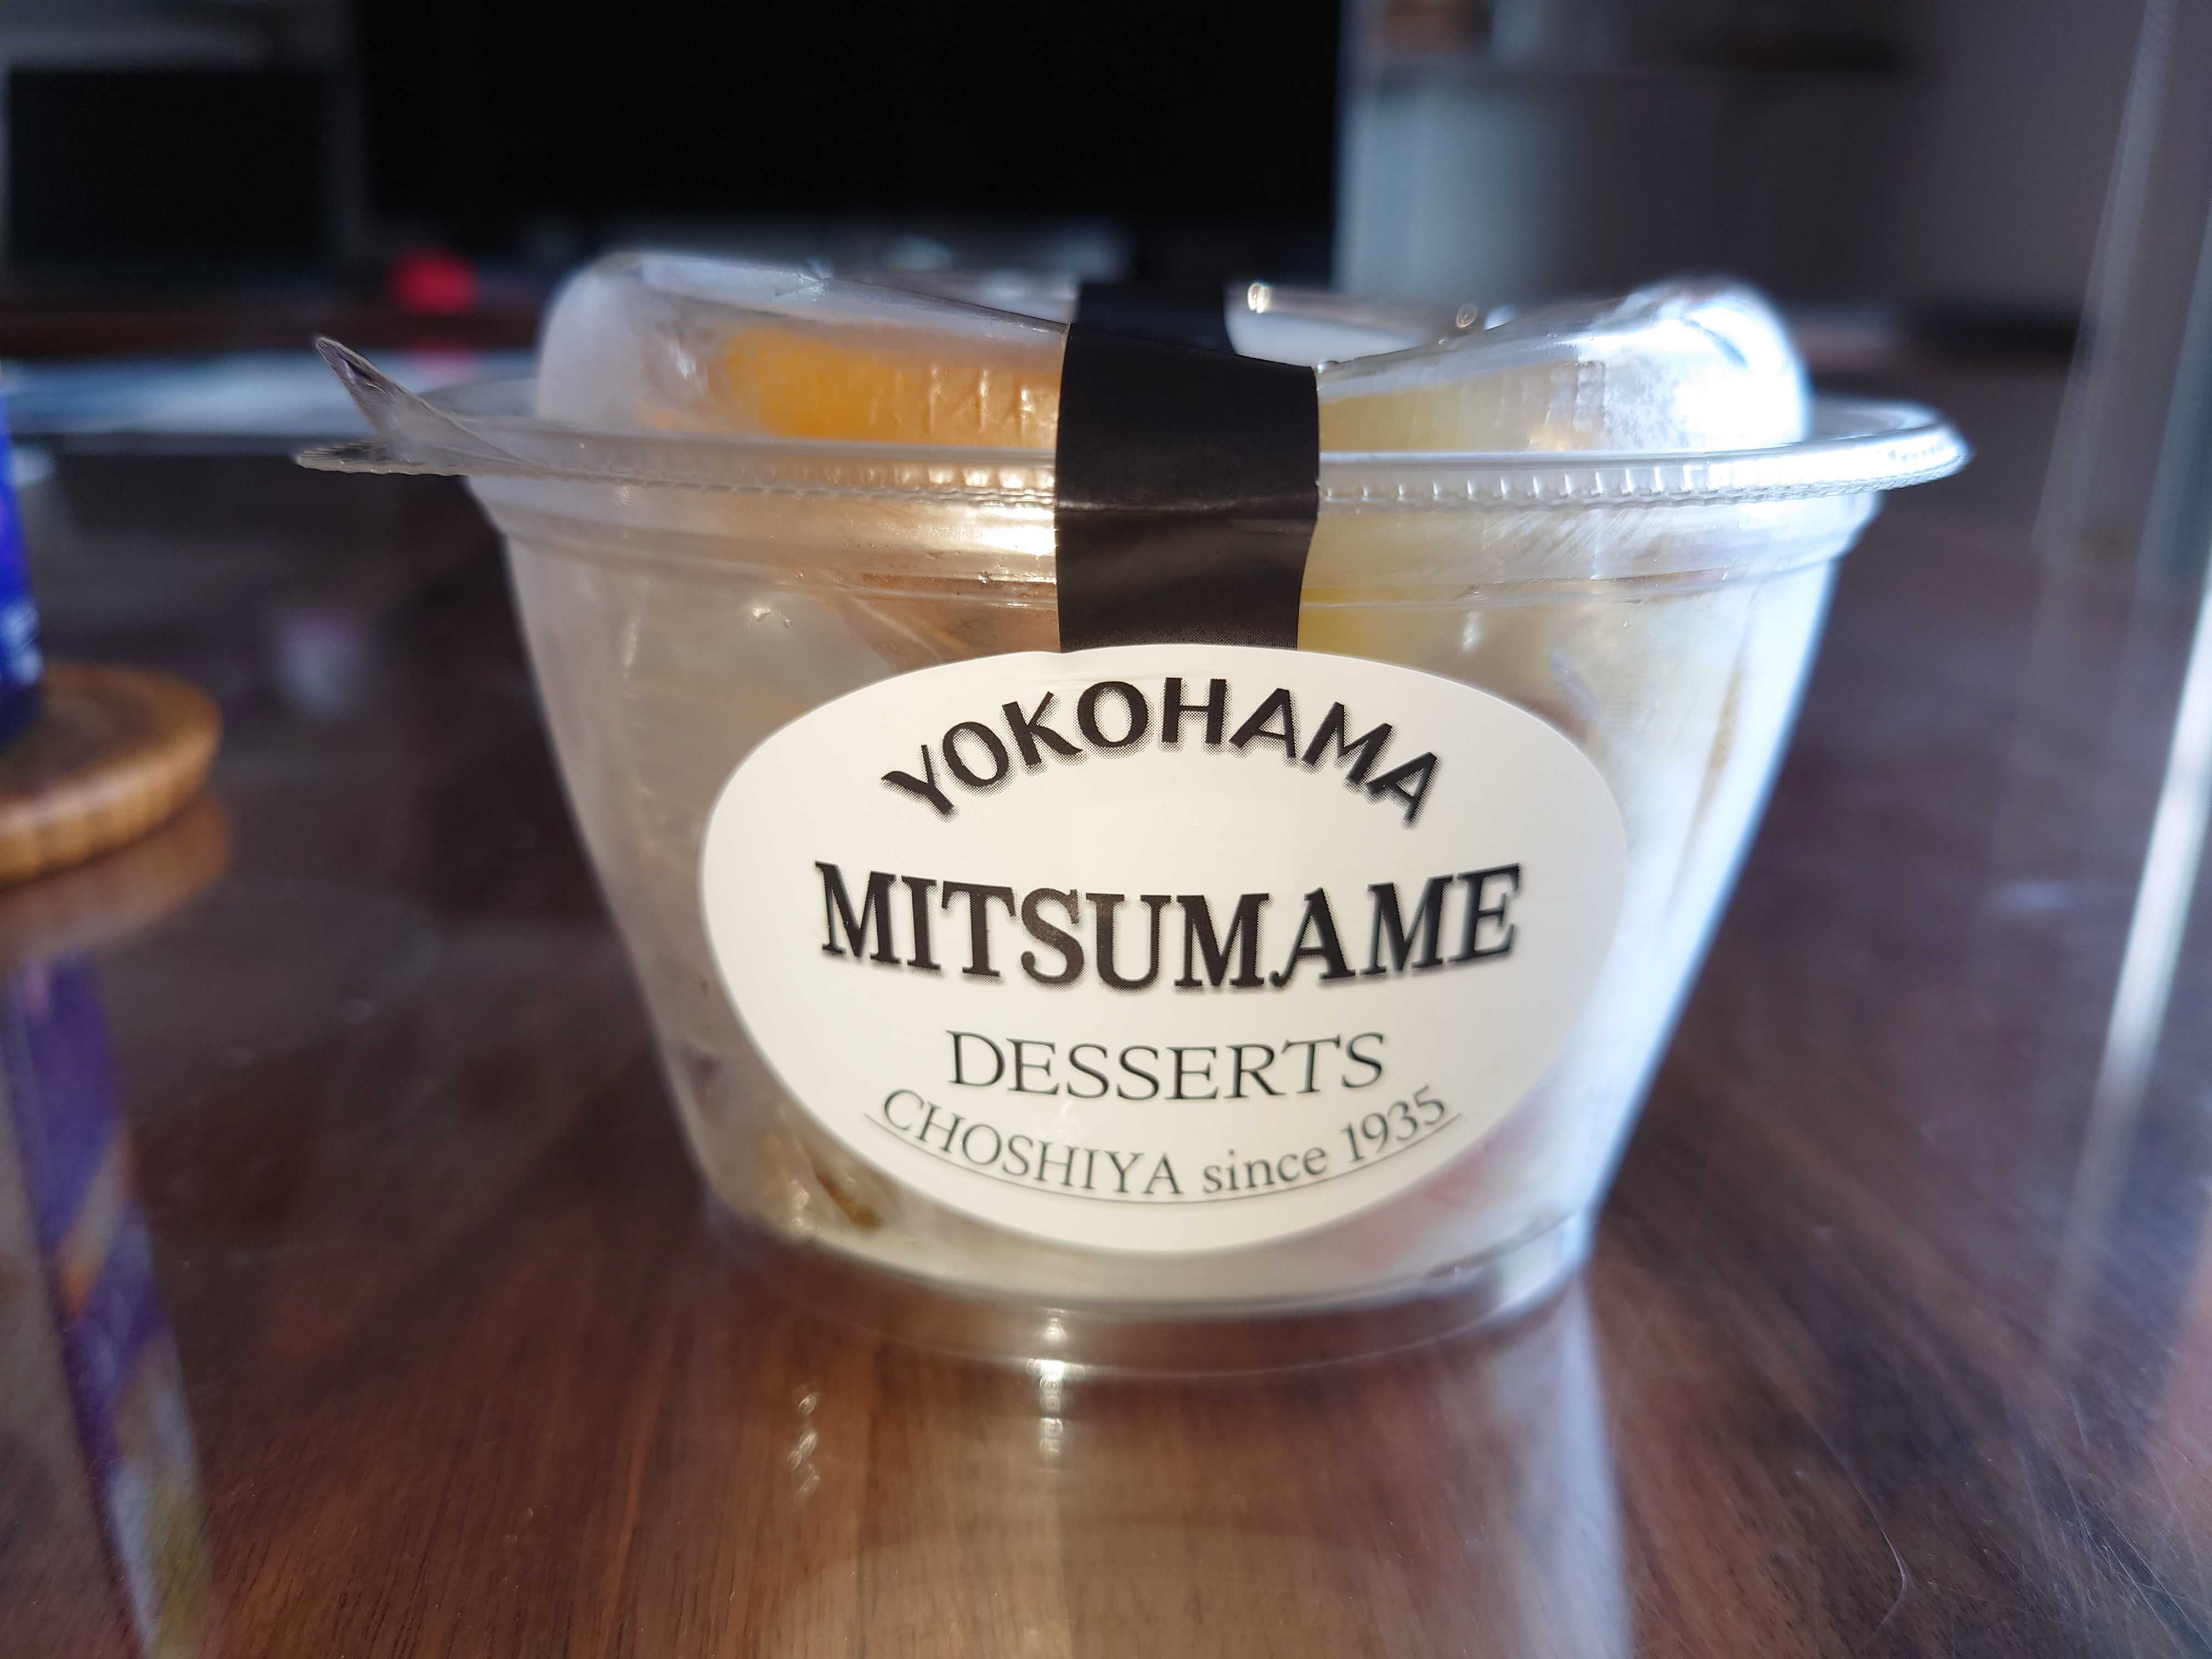 YOKOHAMA
MITSUMAME
DESSERTS
CHOSHIYA since 1935